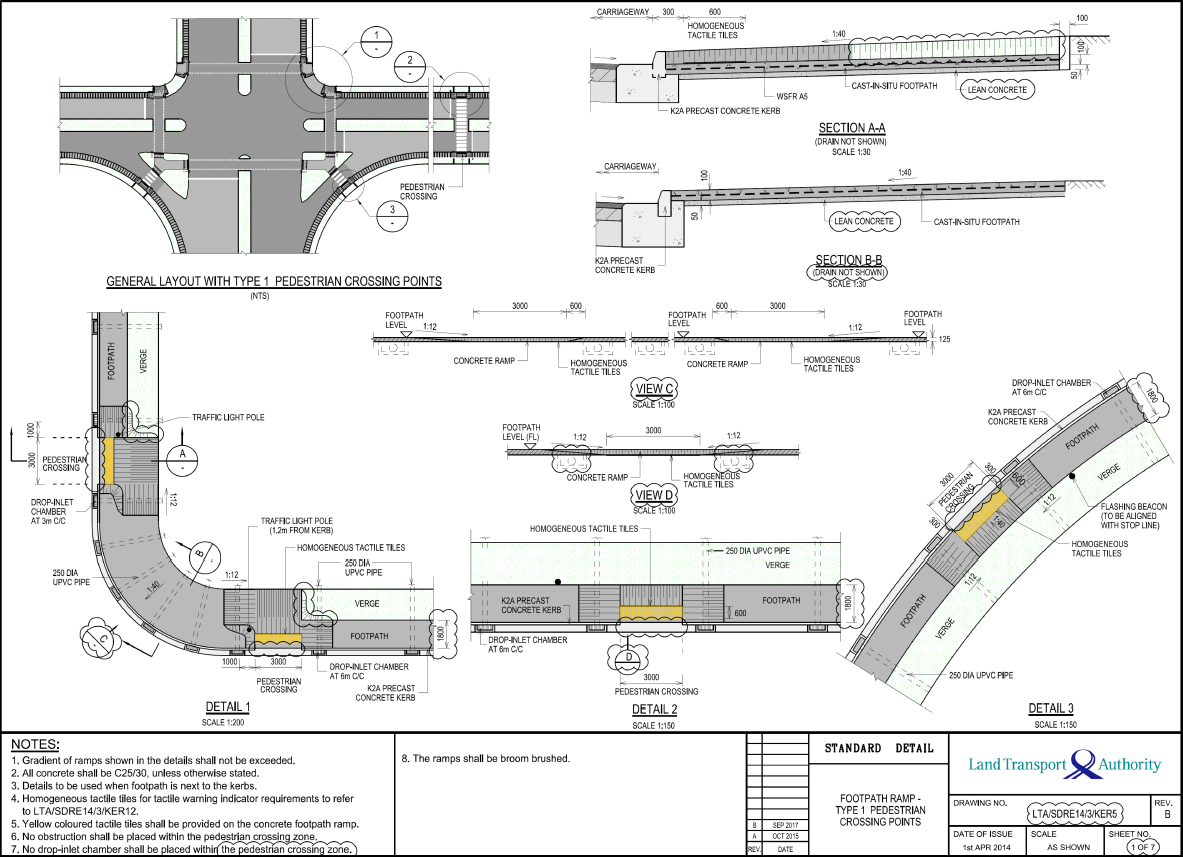 1
-
2
-
3
-
PEDESTRIAN
CROSSING
GENERAL LAYOUT WITH TYPE 1 PEDESTRIAN CROSSING POINTS
(NTS)
CARRIAGEWAY
300
600
HOMOGENEOUS
TACTILE TILES
1:40
100
100
50
CAST-IN-SITU FOOTPATH
WSFR A5
LEAN CONCRETE
K2A PRECAST CONCRETE KERB
SECTION A-A
(DRAIN NOT SHOWN)
SCALE 1:30
CARRIAGEWAY
100
1:40
50
LEAN CONCRETE
CAST-IN-SITU FOOTPATH
K2A PRECAST
CONCRETE KERB
SECTION B-B
(DRAIN NOT SHOWN)
SCALE 1:30
FOOTPATH
LEVEL
1:12
3000
600
600
3000
FOOTPATH
LEVEL
1:12
FOOTPATH
LEVEL
125
CONCRETE RAMP
HOMOGENEOUS
TACTILE TILES
CONCRETE RAMP
HOMOGENEOUS
TACTILE TILES
VIEW C
SCALE 1:100
FOOTPATH
LEVEL (FL)
1:12
3000
1:12
CONCRETE RAMP
HOMOGENEOUS
TACTILE TILES
VIEW D
SCALE 1:100
FOOTPATH
VERGE
TRAFFIC LIGHT POLE
1000
3000
PEDESTRIAN
CROSSING
A
-
DROP-INLET
CHAMBER
AT 3m C/C
1:12
TRAFFIC LIGHT POLE
(1.2m FROM KERB)
HOMOGENEOUS TACTILE TILES
B
-
250 DIA
UPVC PIPE
250 DIA
UPVC PIPE
1:12
1:40
VERGE
FOOTPATH
1800
C
-
1000
3000
DROP-INLET CHAMBER
AT 6m C/C
PEDESTRIAN
CROSSING
K2A PRECAST
CONCRETE KERB
DETAIL 1
SCALE 1:200
HOMOGENEOUS TACTILE TILES
250 DIA UPVC PIPE
VERGE
K2A PRECAST
CONCRETE KERB
600
FOOTPATH
1800
DROP-INLET CHAMBER
AT 6m C/C
D
-
3000
PEDESTRIAN CROSSING
DETAIL 2
SCALE 1:150
DROP-INLET CHAMBER
AT 6m C/C
1800
K2A PRECAST
CONCRETE KERB
FOOTPATH
VERGE
3000
PEDESTRIAN
CROSSING
300
600
1:12
300
1:40
FLASHING BEACON
(TO BE ALIGNED
WITH STOP LINE)
HOMOGENEOUS
TACTILE TILES
1:12
FOOTPATH
VERGE
250 DIA UPVC PIPE
DETAIL 3
SCALE 1:150
NOTES:
1. Gradient of ramps shown in the details shall not be exceeded.
2. All concrete shall be C25/30, unless otherwise stated.
3. Details to be used when footpath is next to the kerbs.
4. Homogeneous tactile tiles for tactile warning indicator requirements to refer
to LTA/SDRE14/3/KER12.
5. Yellow coloured tactile tiles shall be provided on the concrete footpath ramp.
6. No obstruction shall be placed within the pedestrian crossing zone.
7. No drop-inlet chamber shall be placed within the pedestrian crossing zone.
8. The ramps shall be broom brushed.
B SEP 2017
A OCT 2015
REV. DATE
STANDARD DETAIL
FOOTPATH RAMP -
TYPE 1 PEDESTRIAN
CROSSING POINTS
Land Transport Authority
DRAWING NO.
LTA/SDRE14/3/KER5
REV.
B
DATE OF ISSUE
1st APR 2014
SCALE
AS SHOWN
SHEET NO.
1 OF 7